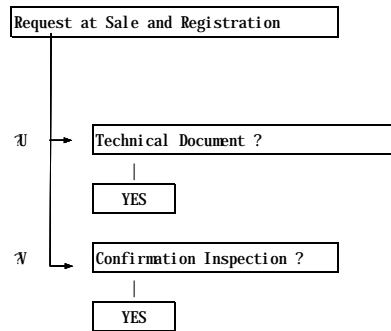 Request at Sale and Registration
?U
Technical Document ?
YES
?V
Confirmation Inspection ?
YES